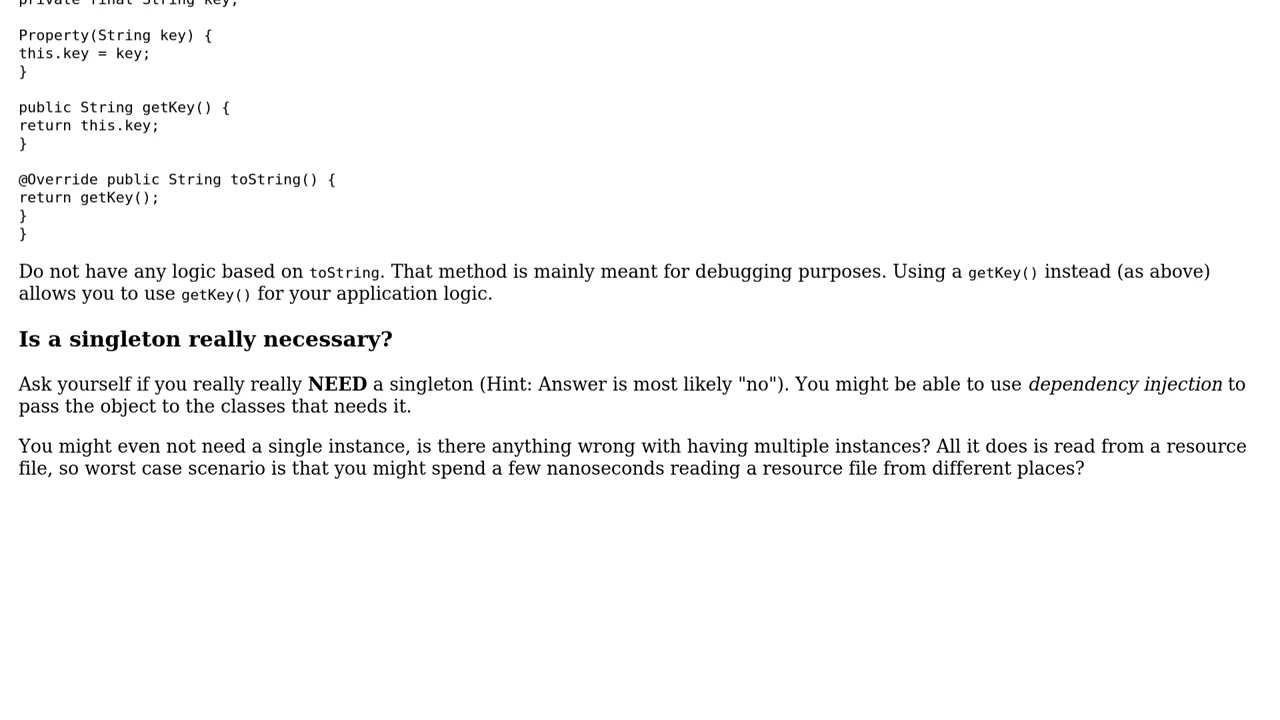 private final String key;
Property(String key) {
this.key = key;
}
public String getKey() {
return this.key;
}
@Override public String toString() {
return getKey();
}
}
Do not have any logic based on toString. That method is mainly meant for debugging purposes. Using a getKey() instead (as above)
allows you to use getKey() for your application logic.
Is a singleton really necessary?
Ask yourself if you really really NEED a singleton (Hint: Answer is most likely "no"). You might be able to use dependency injection to
pass the object to the classes that needs it.
You might even not need a single instance, is there anything wrong with having multiple instances? All it does is read from a resource
file, so worst case scenario is that you might spend a few nanoseconds reading a resource file from different places?